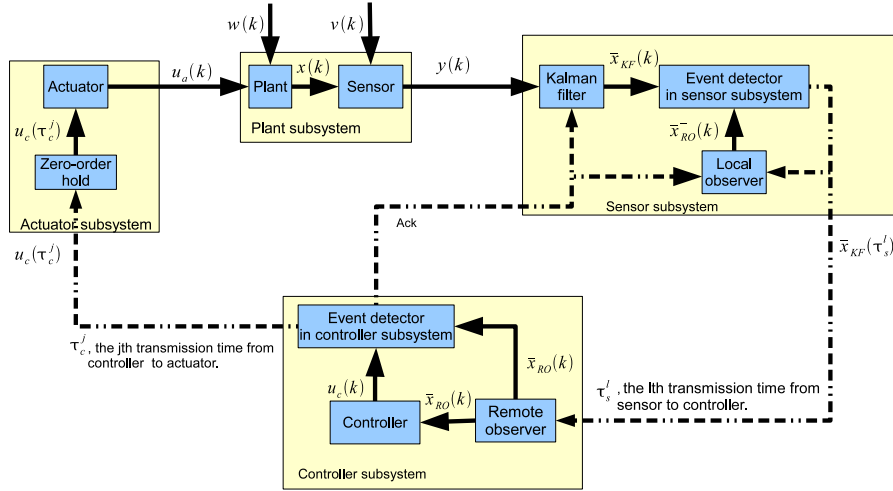 w(k)
v(k)
Actuator
u_a(k)
Plant
x(k)
Sensor
y(k)
Kalman
filter
x̅_KF(k)
Event detector
in sensor subsystem
u_c(τ_c^j)
Plant subsystem
x̅_RO^-(k)
Zero-order
hold
Local
observer
Actuator subsystem
Sensor subsystem
Ack
u_c(τ_c^j)
x̅_KF(τ_s^l)
Event detector
in controller subsystem
τ_c^j, the jth transmission time from
controller to actuator.
x̅_RO(k)
u_c(k)
x̅_RO(k)
τ_s^l, the lth transmission time from
sensor to controller.
Controller
Remote
observer
Controller subsystem